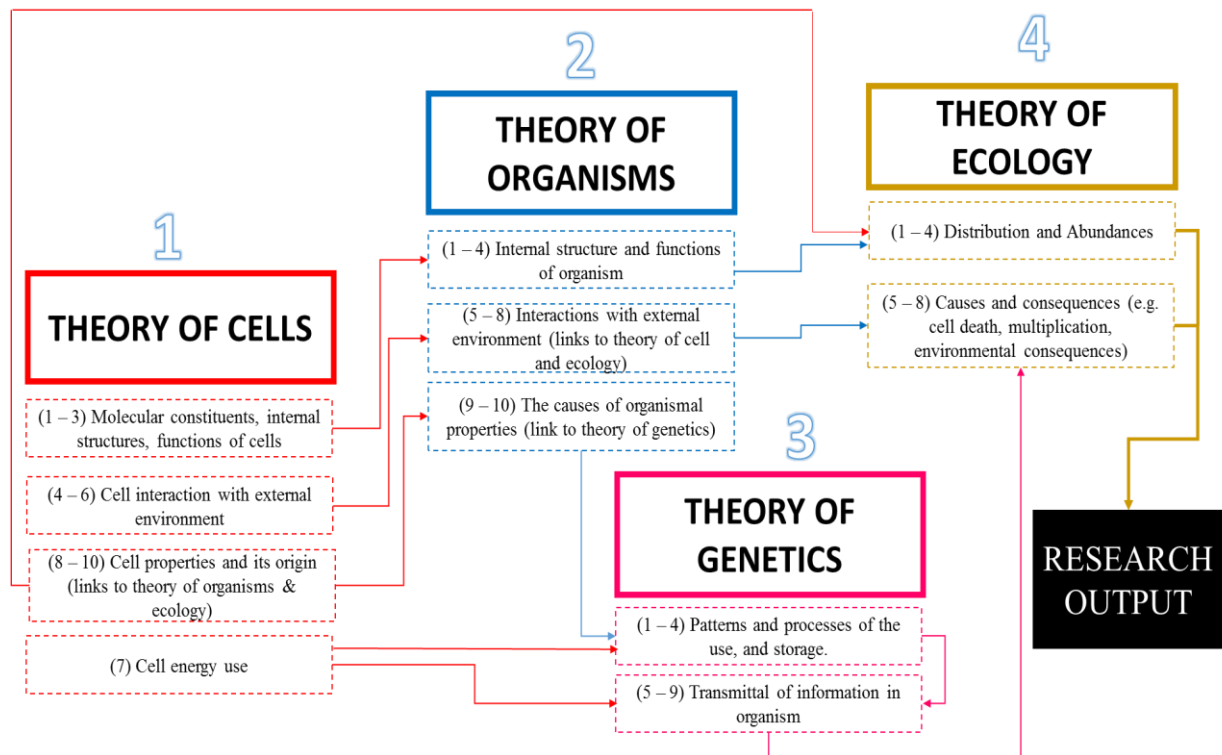 1
THEORY OF CELLS
(1 – 3) Molecular constituents, internal
structures, functions of cells
(4 – 6) Cell interaction with external
environment
(8 – 10) Cell properties and its origin
(links to theory of organisms &
ecology)
(7) Cell energy use
2
THEORY OF
ORGANISMS
(1 – 4) Internal structure and functions
of organism
(5 – 8) Interactions with external
environment (links to theory of cell
and ecology)
(9 – 10) The causes of organismal
properties (link to theory of genetics)
3
THEORY OF
GENETICS
(1 – 4) Patterns and processes of the
use, and storage.
(5 – 9) Transmittal of information in
organism
4
THEORY OF
ECOLOGY
(1 – 4) Distribution and Abundances
(5 – 8) Causes and consequences (e.g.
cell death, multiplication,
environmental consequences)
RESEARCH
OUTPUT